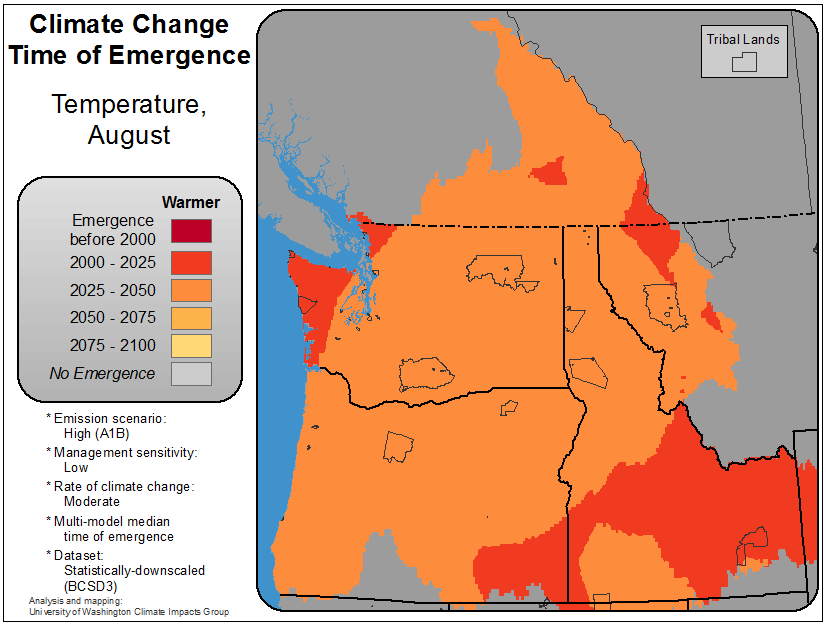 Climate Change
Time of Emergence
Temperature,
August
Warmer
Emergence
before 2000
2000 - 2025
2025 - 2050
2050 - 2075
2075 - 2100
No Emergence
* Emission scenario:
High (A1B)
* Management sensitivity:
Low
* Rate of climate change:
Moderate
* Multi-model median
time of emergence
* Dataset:
Statistically-downscaled
(BCSD3)
Analysis and mapping:
University of Washington Climate Impacts Group
Tribal Lands